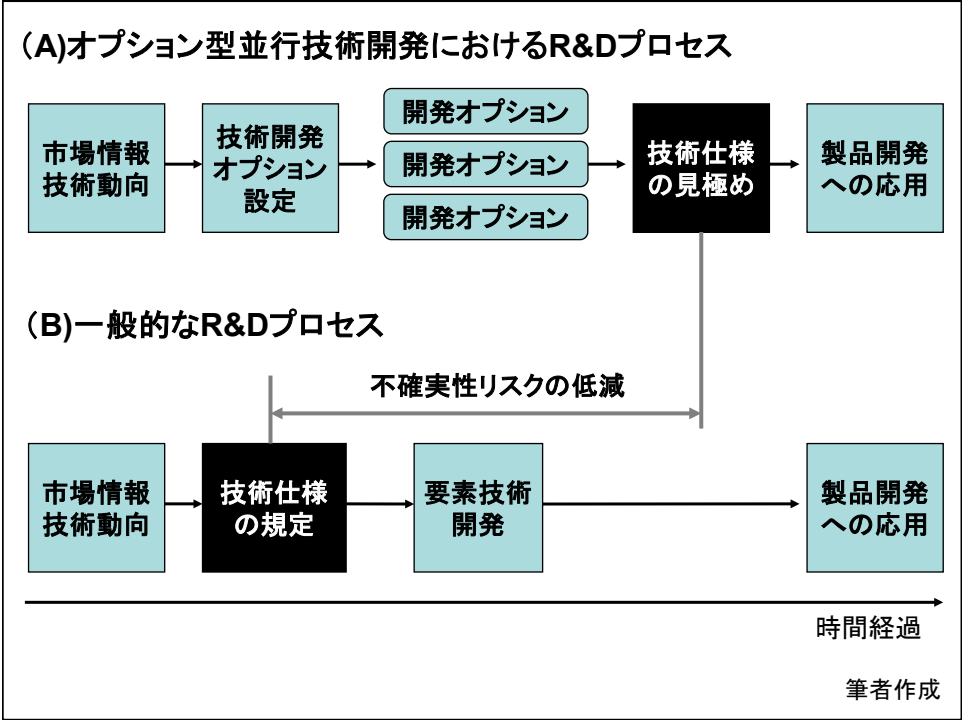 (A)オプション型並行技術開発におけるR&Dプロセス
市場情報
技術動向
技術開発
オプション
設定
開発オプション
開発オプション
開発オプション
技術仕様
の見極め
製品開発
への応用
(B)一般的なR&Dプロセス
不確実性リスクの低減
市場情報
技術動向
技術仕様
の規定
要素技術
開発
製品開発
への応用
時間経過
筆者作成